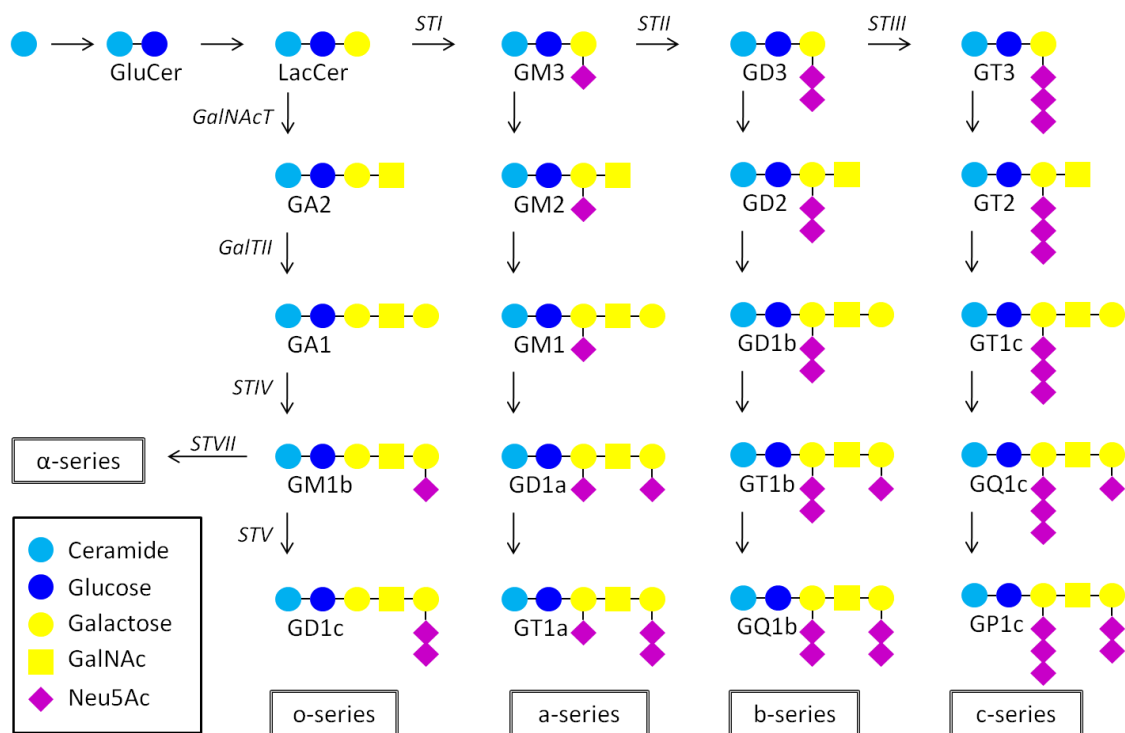 STI
STII
STIII
GluCer
LacCer
GM3
GD3
GT3
GalNAcT
GA2
GM2
GD2
GT2
GalTII
GA1
GM1
GD1b
GT1c
STIV
α-series
STVII
GM1b
GD1a
GT1b
GQ1c
STV
Ceramide
Glucose
Galactose
GalNAc
Neu5Ac
GD1c
GT1a
GQ1b
GP1c
o-series
a-series
b-series
c-series